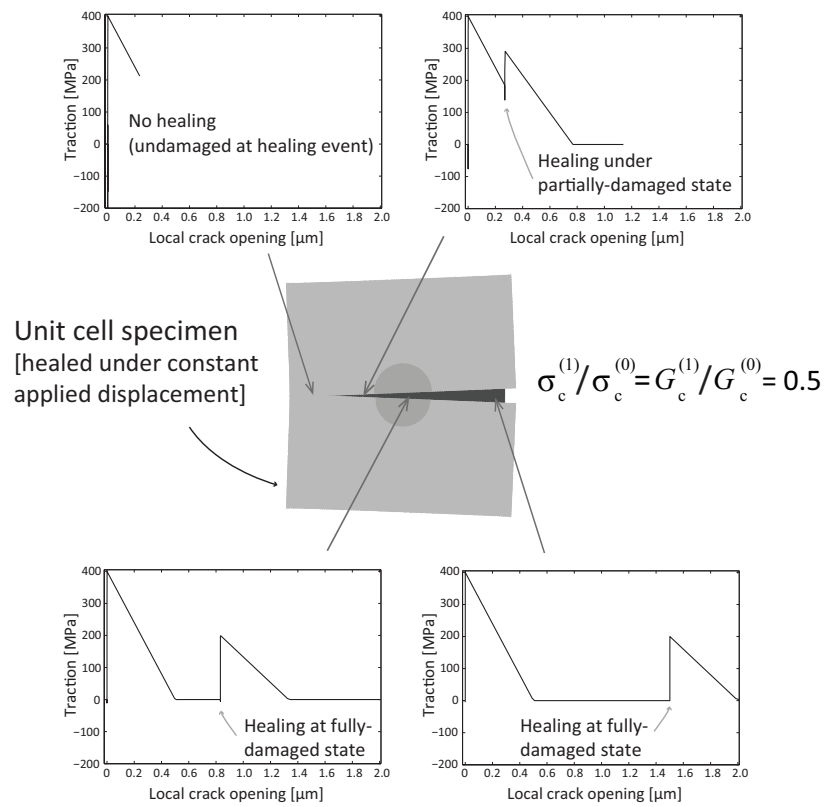 400
300
200
100
0
−100
−200
Traction [MPa]
No healing
(undamaged at healing event)
0 0.2 0.4 0.6 0.8 1.0 1.2 1.4 1.6 1.8 2.0
Local crack opening [μm]
400
300
200
100
0
−100
−200
Traction [MPa]
Healing under
partially-damaged state
0 0.2 0.4 0.6 0.8 1.0 1.2 1.4 1.6 1.8 2.0
Local crack opening [μm]
Unit cell specimen
[healed under constant
applied displacement]
σc(1)/σc(0)=Gc(1)/Gc(0)= 0.5
400
300
200
100
0
−100
−200
Traction [MPa]
Healing at fully-
damaged state
0 0.2 0.4 0.6 0.8 1.0 1.2 1.4 1.6 1.8 2.0
Local crack opening [μm]
400
300
200
100
0
−100
−200
Traction [MPa]
Healing at fully-
damaged state
0 0.2 0.4 0.6 0.8 1.0 1.2 1.4 1.6 1.8 2.0
Local crack opening [μm]